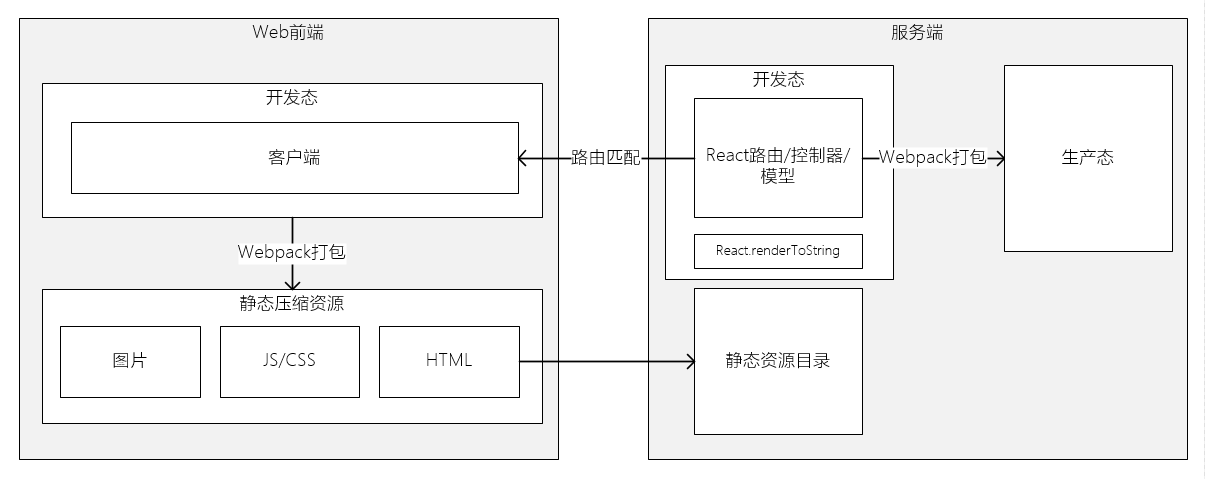 Web前端
开发态
客户端
Webpack打包
静态压缩资源
图片
JS/CSS
HTML
路由匹配
服务端
开发态
React路由/控制器/
模型
React.renderToString
Webpack打包
生产态
静态资源目录